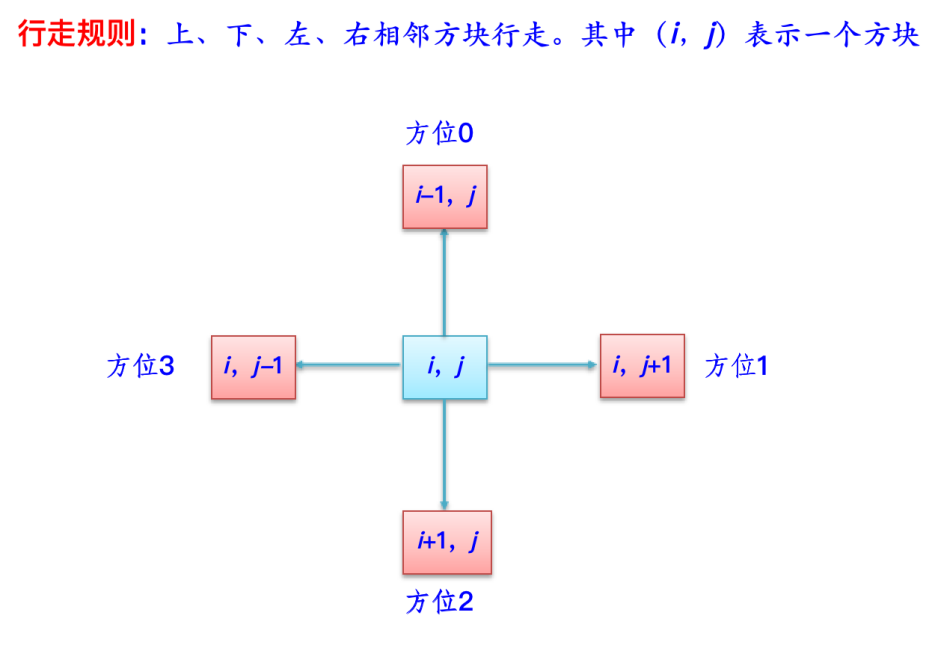 行走规则：上、下、左、右相邻方块行走。其中（i，j）表示一个方块
方位0
i–1，j
方位3
i，j–1
i，j
i，j+1
方位1
i+1，j
方位2